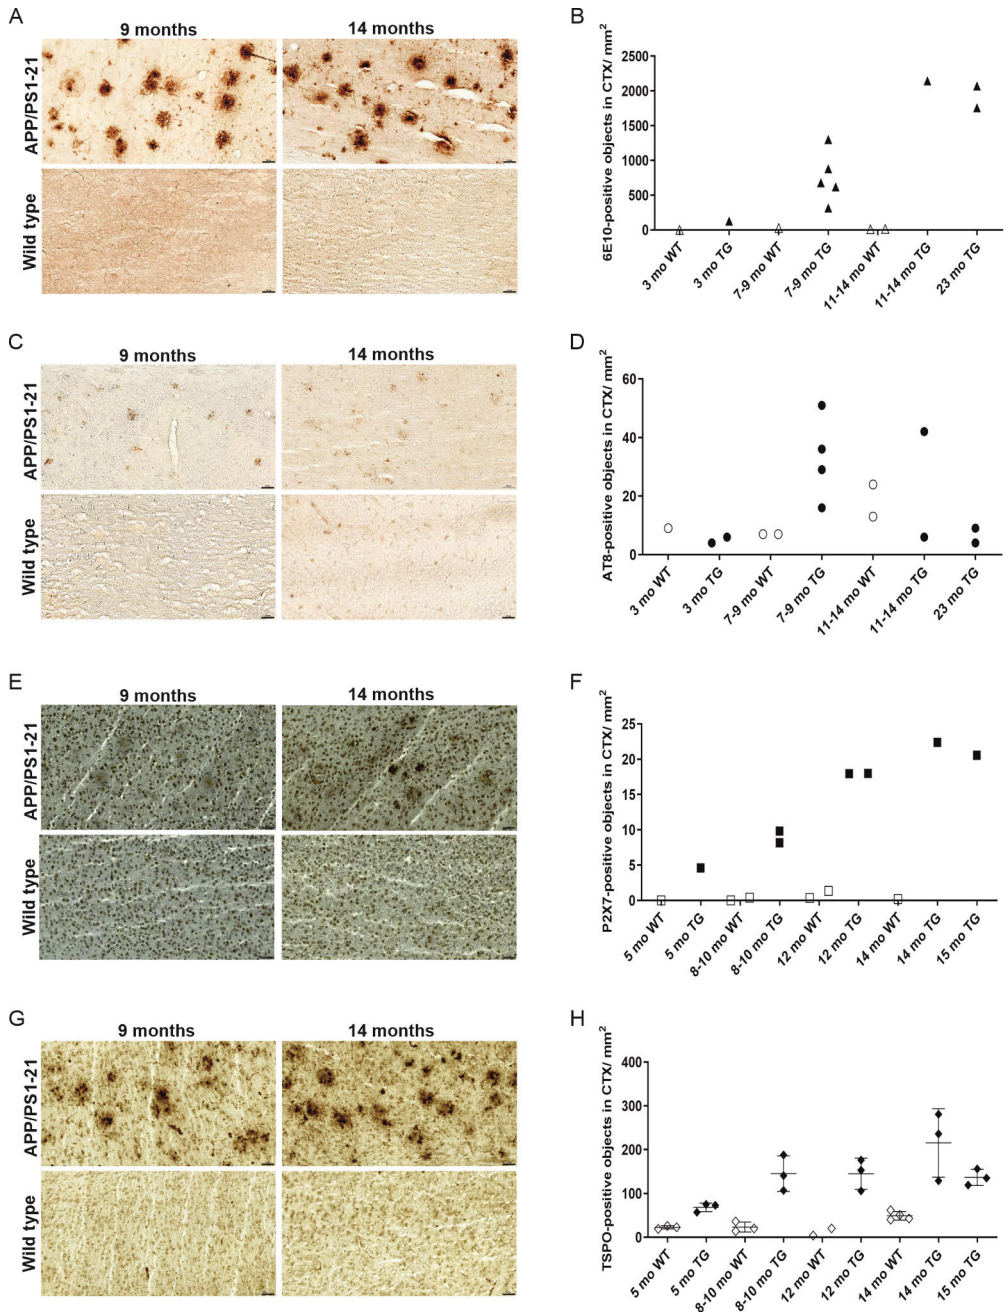 A
9 months
14 months
APP/PS1-21
Wild type
B
6E10-positive objects in CTX/ mm²
2500
2000
1500
1000
500
0
3 mo WT
3 mo TG
7-9 mo WT
7-9 mo TG
11-14 mo WT
11-14 mo TG
23 mo TG
C
9 months
14 months
APP/PS1-21
Wild type
D
AT8-positive objects in CTX/ mm²
60
40
20
0
3 mo WT
3 mo TG
7-9 mo WT
7-9 mo TG
11-14 mo WT
11-14 mo TG
23 mo TG
E
9 months
14 months
APP/PS1-21
Wild type
F
P2X7-positive objects in CTX/ mm²
25
20
15
10
5
0
5 mo WT
5 mo TG
8-10 mo WT
8-10 mo TG
12 mo WT
12 mo TG
14 mo WT
14 mo TG
15 mo TG
G
9 months
14 months
APP/PS1-21
Wild type
H
TSPO-positive objects in CTX/ mm²
400
300
200
100
0
5 mo WT
5 mo TG
8-10 mo WT
8-10 mo TG
12 mo WT
12 mo TG
14 mo WT
14 mo TG
15 mo TG